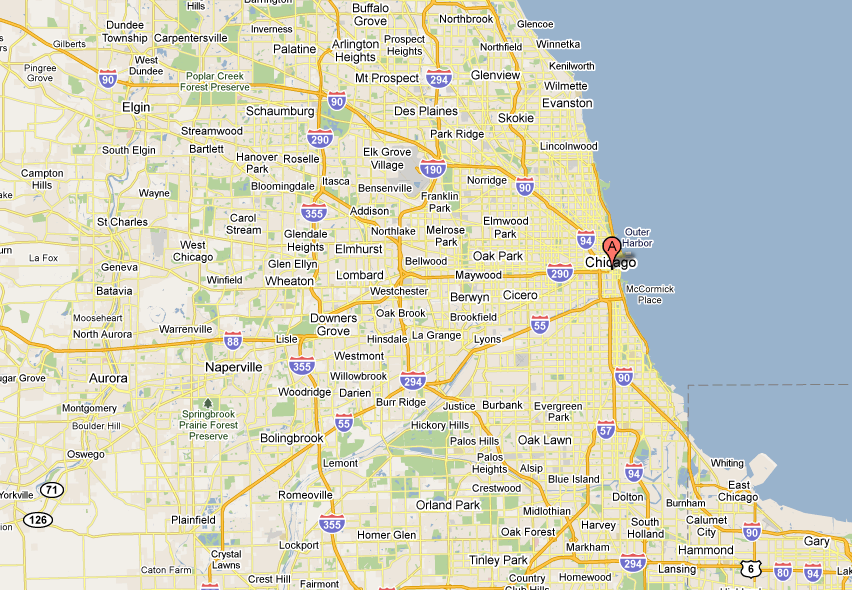 Hills
Barrington
Buffalo
Grove
Northbrook
Glencoe
Dundee
Township
Carpentersville
Inverness
Arlington
Heights
Prospect
Heights
Northfield
Winnetka
Gilberts
Palatine
West
Dundee
Pingree
Grove
90
Poplar Creek
Forest Preserve
Mt Prospect
294
Glenview
Kenilworth
Wilmette
Elgin
Schaumburg
90
Des Plaines
Skokie
Evanston
Streamwood
290
Park Ridge
Lincolnwood
South Elgin
Bartlett
Hanover
Park
Roselle
Elk Grove
Village
190
Campton
Hills
Wayne
Bloomingdale
Itasca
Bensenville
Norridge
90
Franklin
Park
St Charles
Carol
Stream
355
Addison
Elmwood
Park
Melrose
Park
Northlake
Glendale
Heights
94
Outer
Harbor
A
Chicago
West
Chicago
Elmhurst
La Fox
Geneva
Glen Ellyn
Bellwood
Oak Park
Winfield
Wheaton
Lombard
Maywood
290
Batavia
Westchester
Berwyn
Cicero
McCormick
Place
Mooseheart
North Aurora
Warrenville
Downers
Grove
Oak Brook
Brookfield
55
88
Lisle
Hinsdale
La Grange
Lyons
Naperville
355
Westmont
Aurora
Willowbrook
294
90
Woodridge
Darien
Burr Ridge
Justice
Burbank
Evergreen
Park
Montgomery
Boulder Hill
Springbrook
Prairie Forest
Preserve
55
Hickory Hills
57
Bolingbrook
Palos Hills
Oak Lawn
Oswego
Lemont
Palos
Heights
Alsip
94
Whiting
71
Yorkville
Romeoville
Crestwood
Blue Island
Dolton
East
Chicago
126
Plainfield
355
Orland Park
Midlothian
Harvey
South
Holland
Burnham
Calumet
City
90
Gary
Lockport
Homer Glen
Oak Forest
Markham
Hammond
Crystal
Lawns
Tinley Park
294
Lansing
6
80
94
Caton Farm
Crest Hill
Fairmont
Country
Club Hills
Homewood